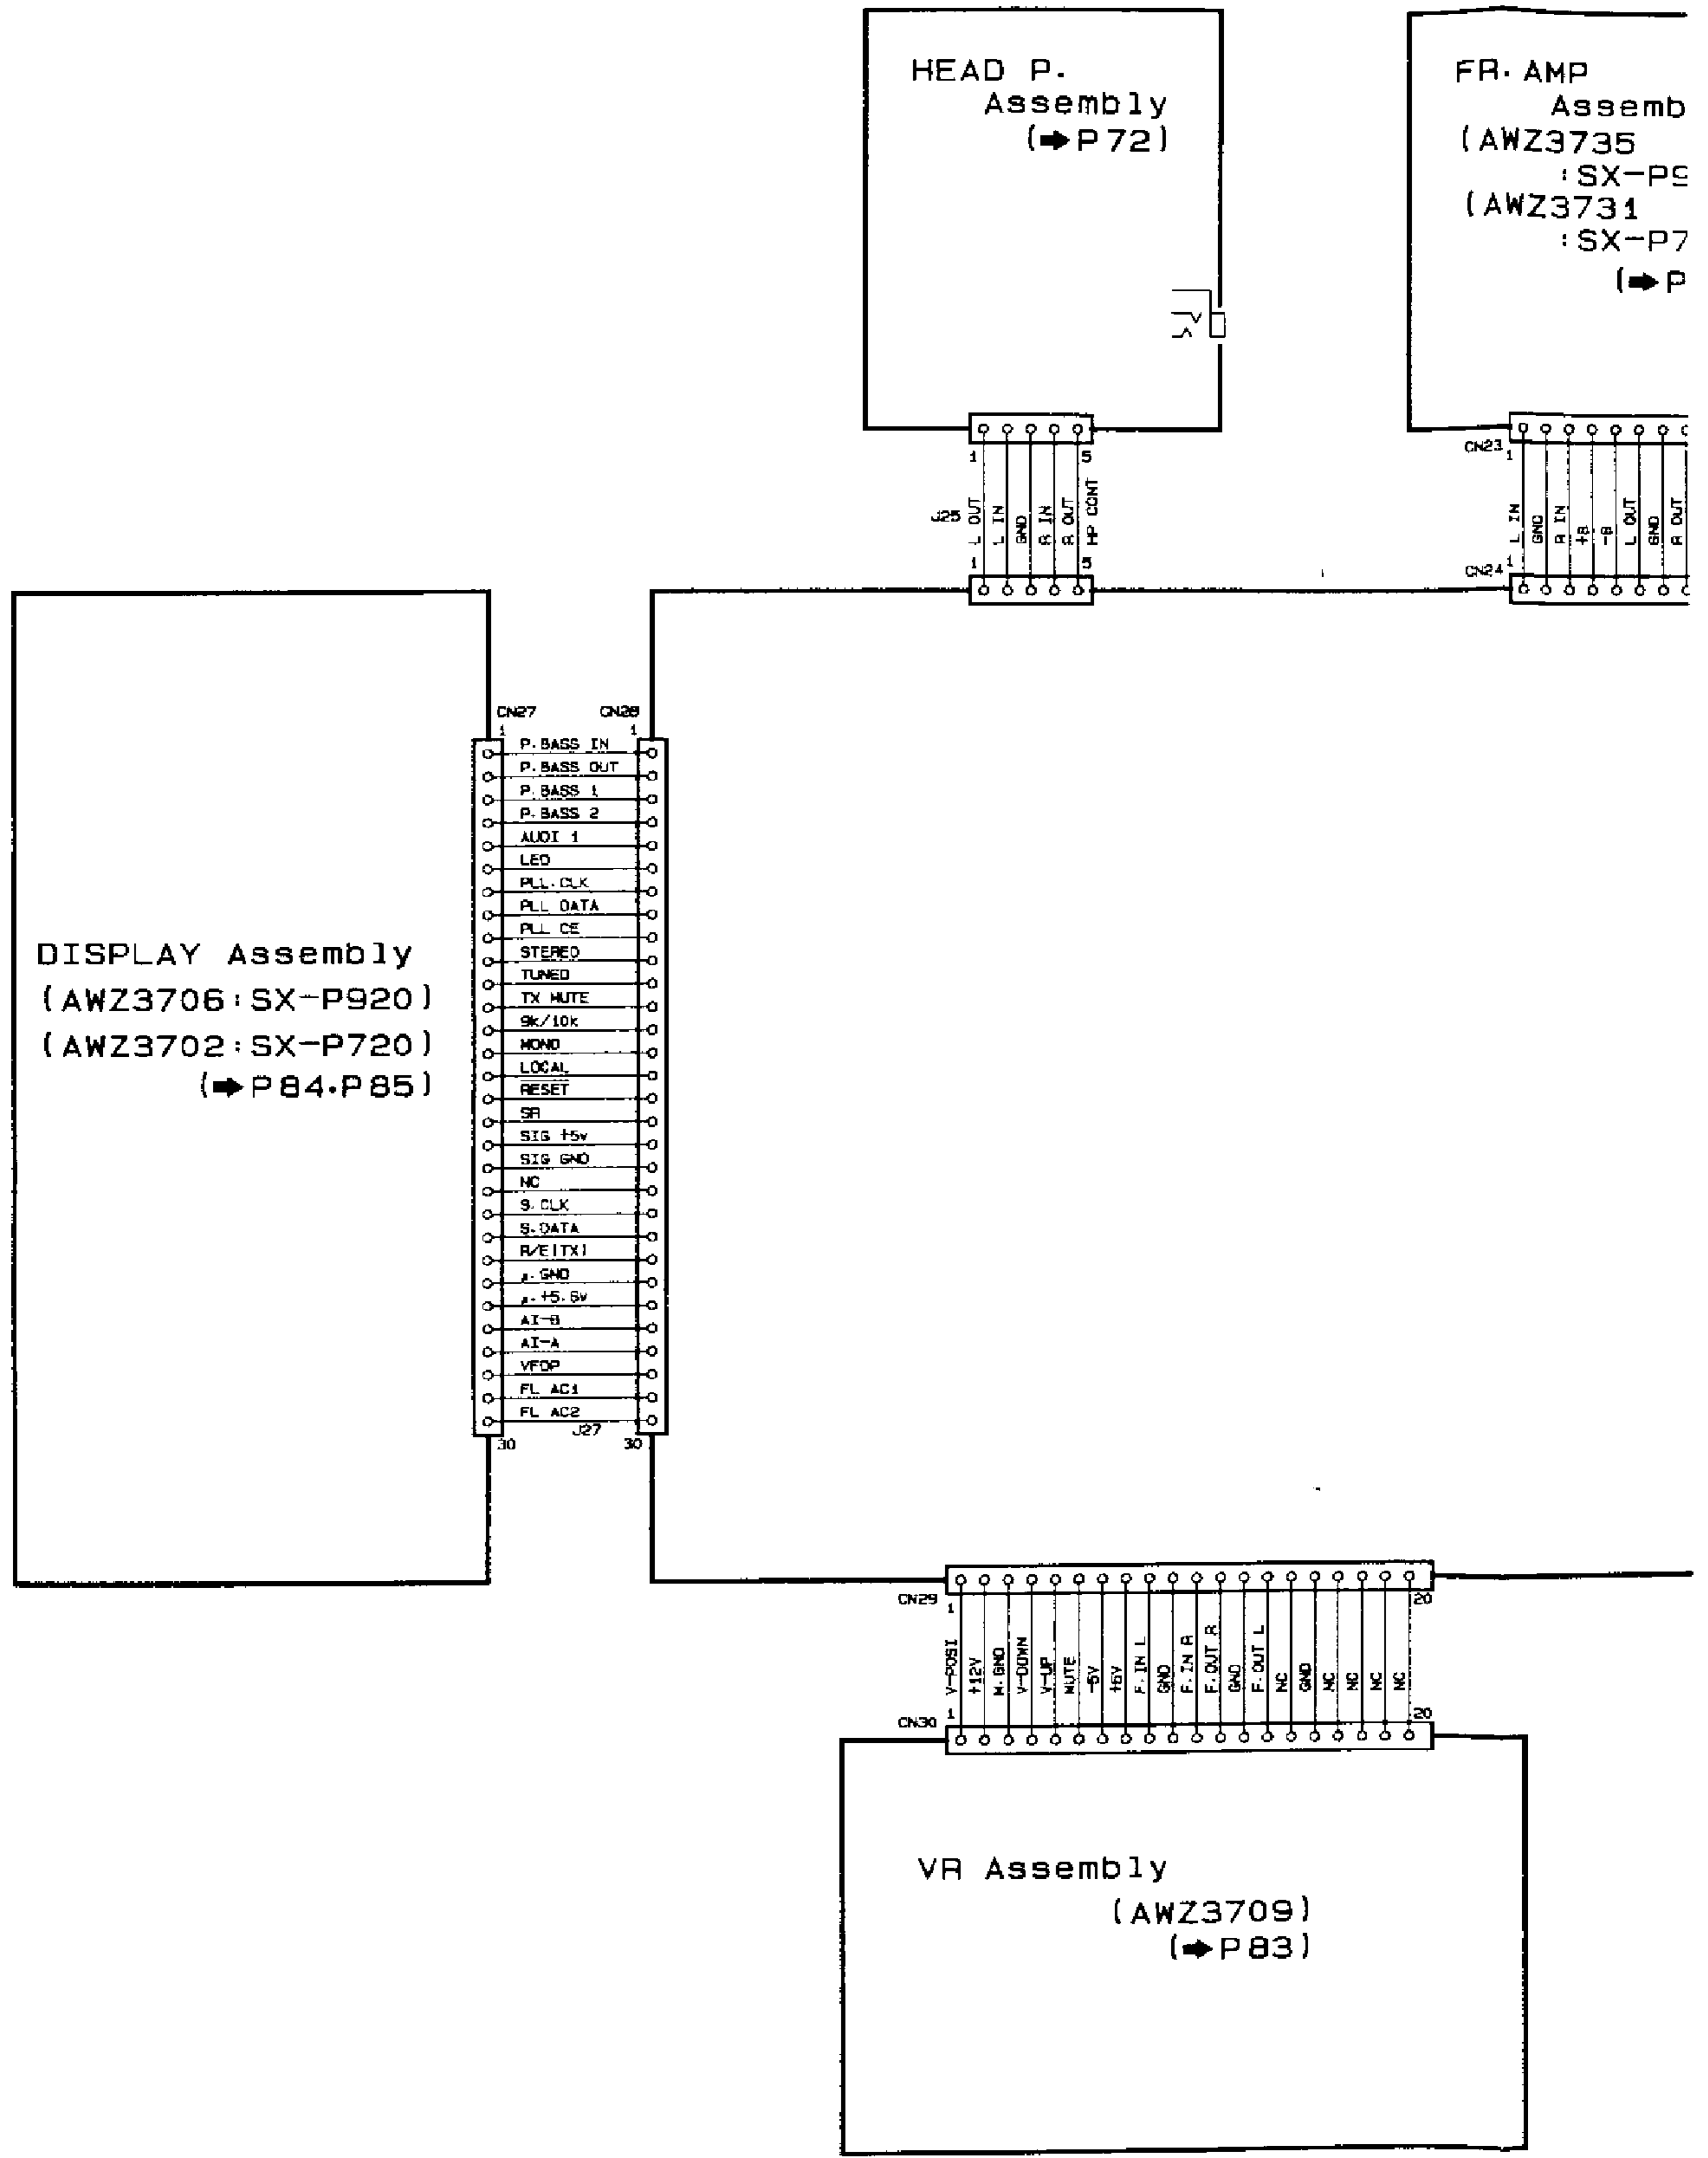 HEAD P.
Assembly
(➡P72)
FR. AMP
Assemb
(AWZ3735
:SX-P9
(AWZ3731
:SX-P7
(➡P
1
5
J25
L OUT
L IN
GND
R IN
R OUT
HP CONT
1
5
CN23
1
L IN
GND
R IN
+B
-B
L OUT
GND
R OUT
CN24
1
CN27
CN28
1
1
P.BASS IN
P.BASS OUT
P.BASS 1
P.BASS 2
AUDI 1
LED
PLL.CLK
PLL DATA
PLL CE
STEREO
TUNED
TX MUTE
9k/10k
MONO
LOCAL
RESET
SR
SIG +5v
SIG GND
NC
S.CLK
S.DATA
R/E(TX)
μ.GND
μ.+5.6v
AI-B
AI-A
VFDP
FL AC1
FL AC2
J27
30
30
DISPLAY Assembly
(AWZ3706:SX-P920)
(AWZ3702:SX-P720)
(➡P84.P85)
CN29
1
20
V-POSI
+12V
M.GND
V-DOWN
V-UP
MUTE
-5V
+6V
F.IN L
GND
F.IN R
F.OUT R
GND
F.OUT L
NC
GND
NC
NC
NC
NC
CN30
1
20
VR Assembly
(AWZ3709)
(➡P83)